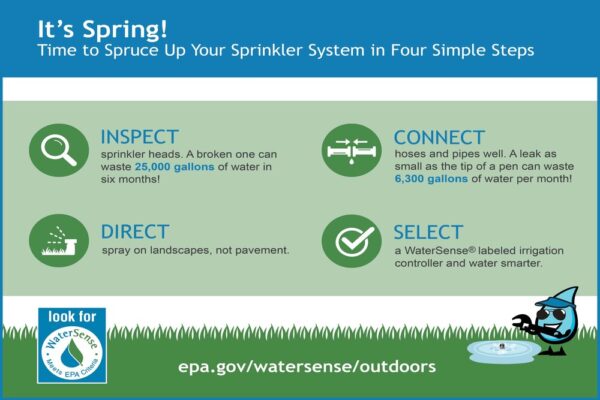 It's Spring!
Time to Spruce Up Your Sprinkler System in Four Simple Steps
INSPECT
sprinkler heads. A broken one can
waste 25,000 gallons of water in
six months!
CONNECT
hoses and pipes well. A leak as
small as the tip of a pen can waste
6,300 gallons of water per month!
DIRECT
spray on landscapes, not pavement.
SELECT
a WaterSense® labeled irrigation
controller and water smarter.
look for
WaterSense
Meets EPA Criteria
epa.gov/watersense/outdoors